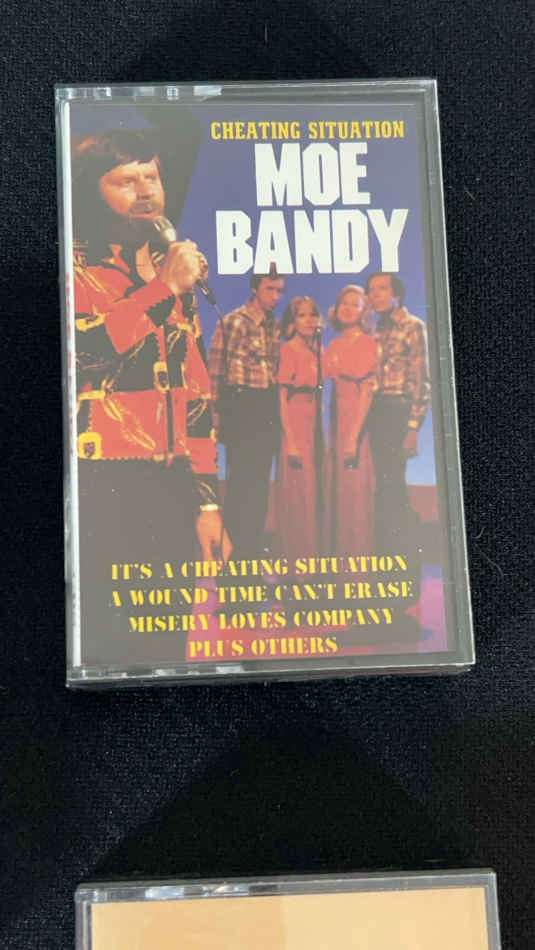 CHEATING SITUATION
MOE
BANDY
IT'S A CHEATING SITUATION
A WOUND TIME CAN'T ERASE
MISERY LOVES COMPANY
PLUS OTHERS